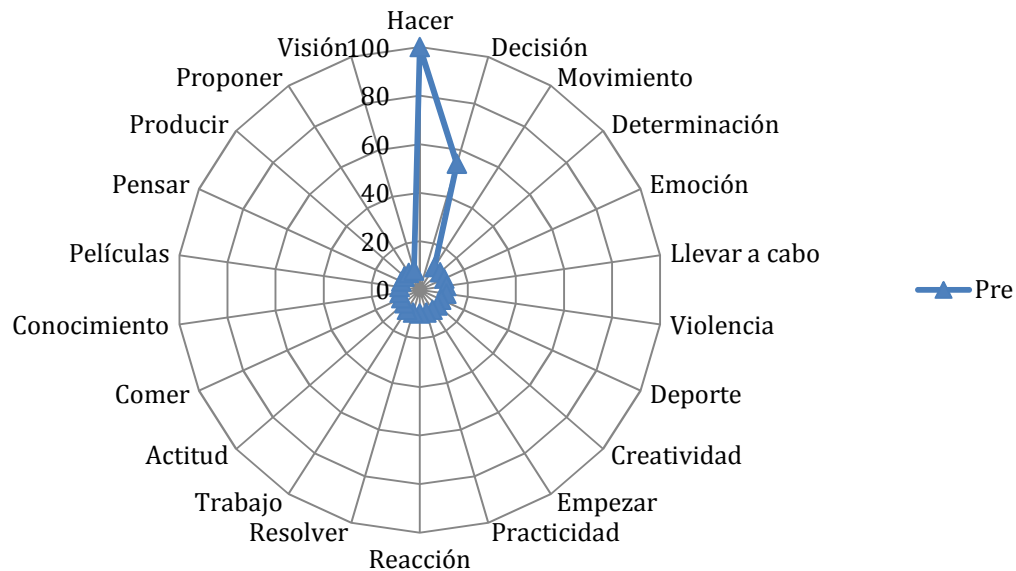 Hacer
Decisión
Movimiento
Determinación
Emoción
Llevar a cabo
Violencia
Deporte
Creatividad
Empezar
Practicidad
Reacción
Resolver
Trabajo
Actitud
Comer
Conocimiento
Películas
Pensar
Producir
Proponer
Visión
100
80
60
40
20
0
Pre